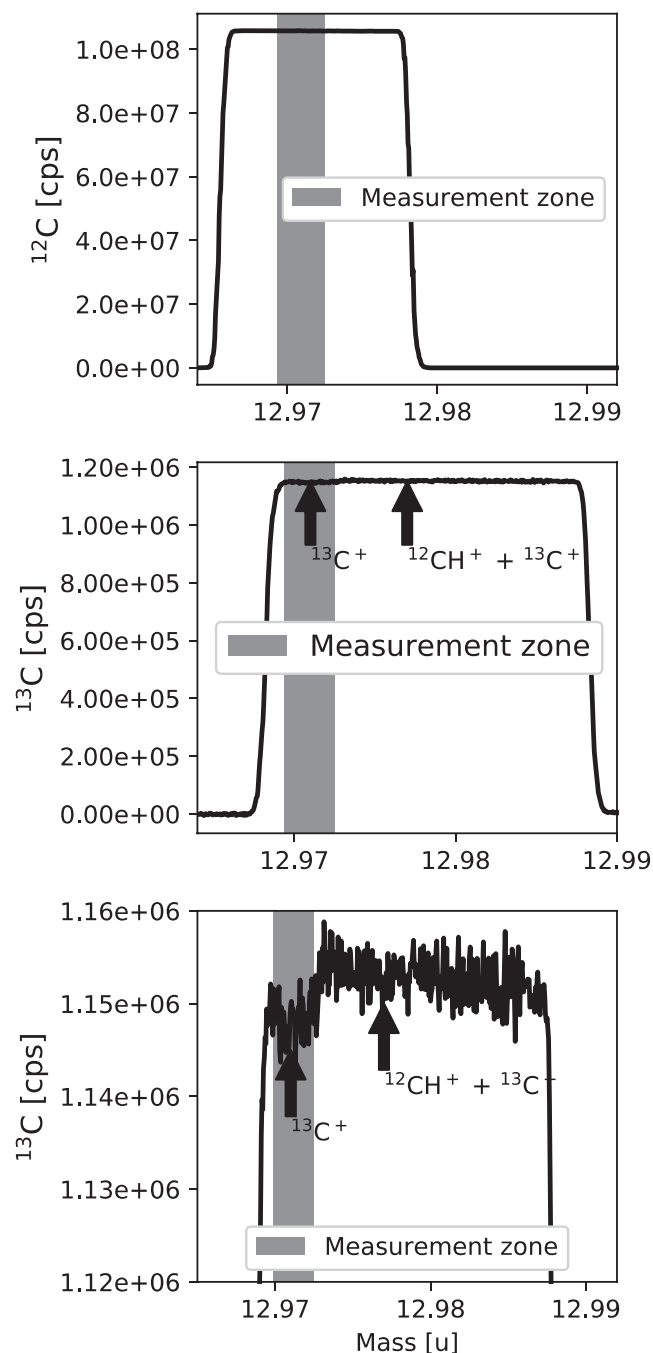 1.0e+08
8.0e+07
6.0e+07
4.0e+07
2.0e+07
0.0e+00
¹²C [cps]
Measurement zone
12.97 12.98 12.99
1.20e+06
1.00e+06
8.00e+05
6.00e+05
4.00e+05
2.00e+05
0.00e+00
¹³C [cps]
¹³C⁺ ¹²CH⁺ + ¹³C⁺
Measurement zone
12.97 12.98 12.99
1.16e+06
1.15e+06
1.14e+06
1.13e+06
1.12e+06
¹³C [cps]
¹²CH⁺ + ¹³C⁺
¹³C⁺
Measurement zone
12.97 12.98 12.99
Mass [u]